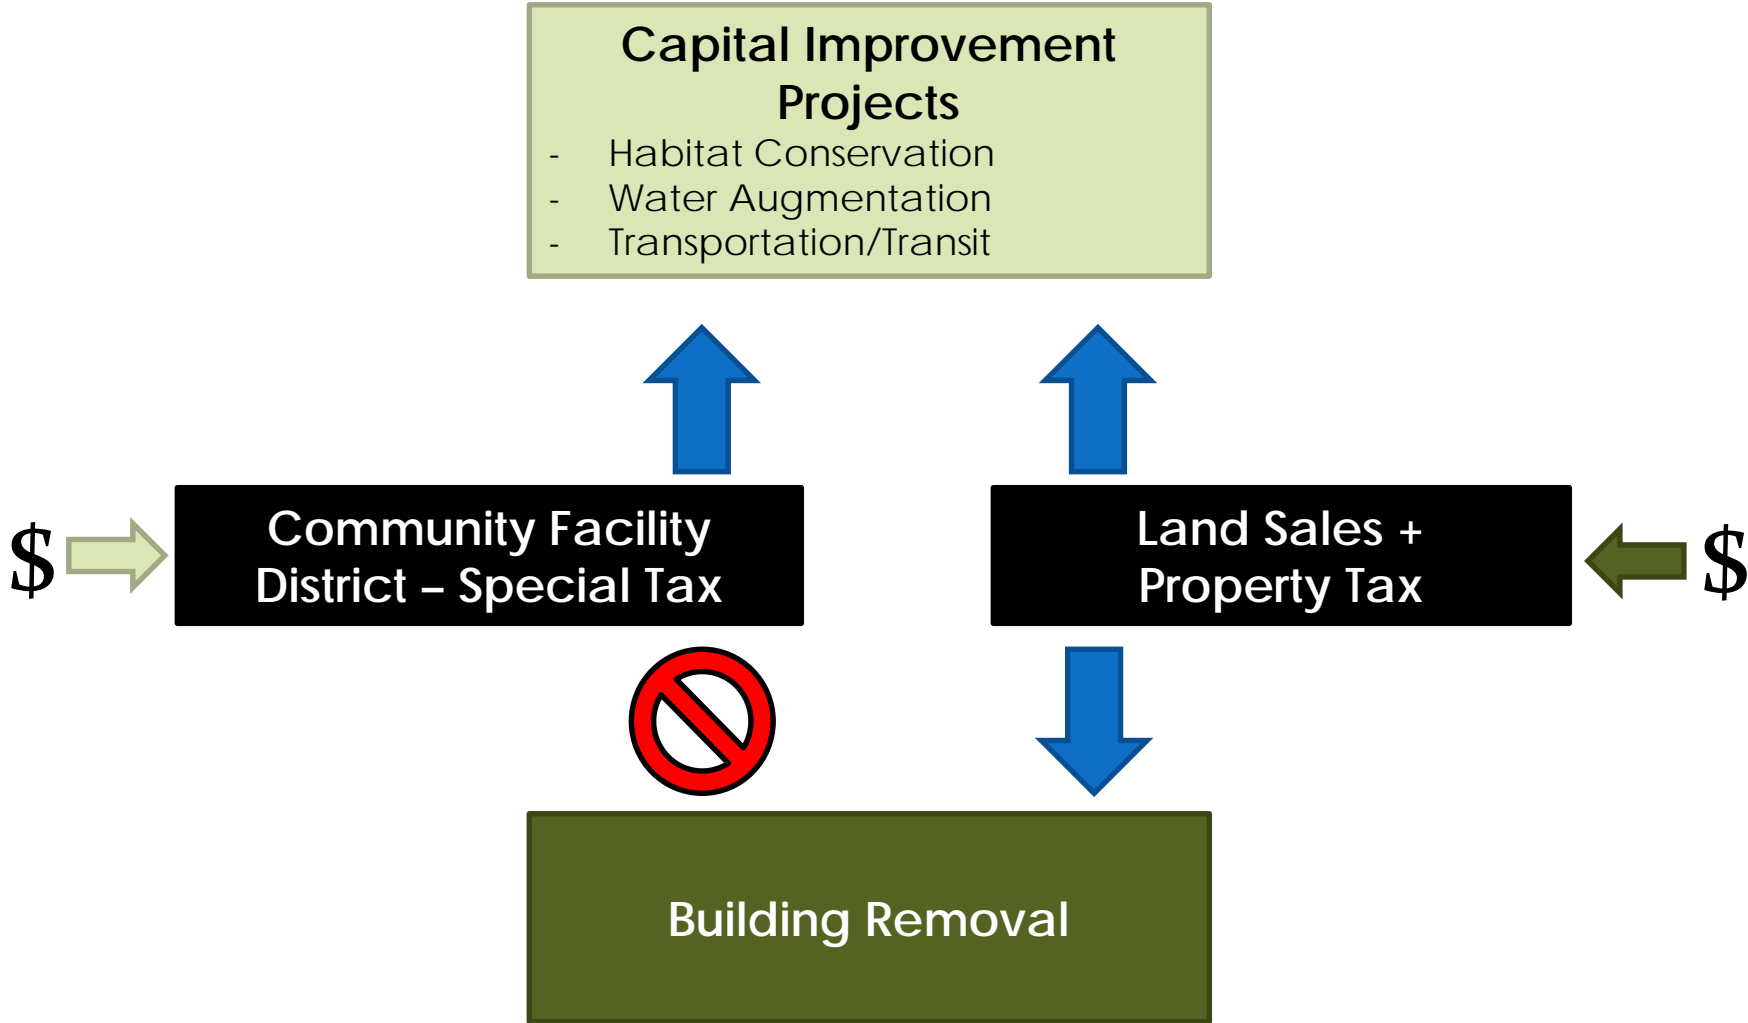 Capital Improvement
Projects
- Habitat Conservation
- Water Augmentation
- Transportation/Transit
$
Community Facility
District – Special Tax
Land Sales +
Property Tax
$
Building Removal